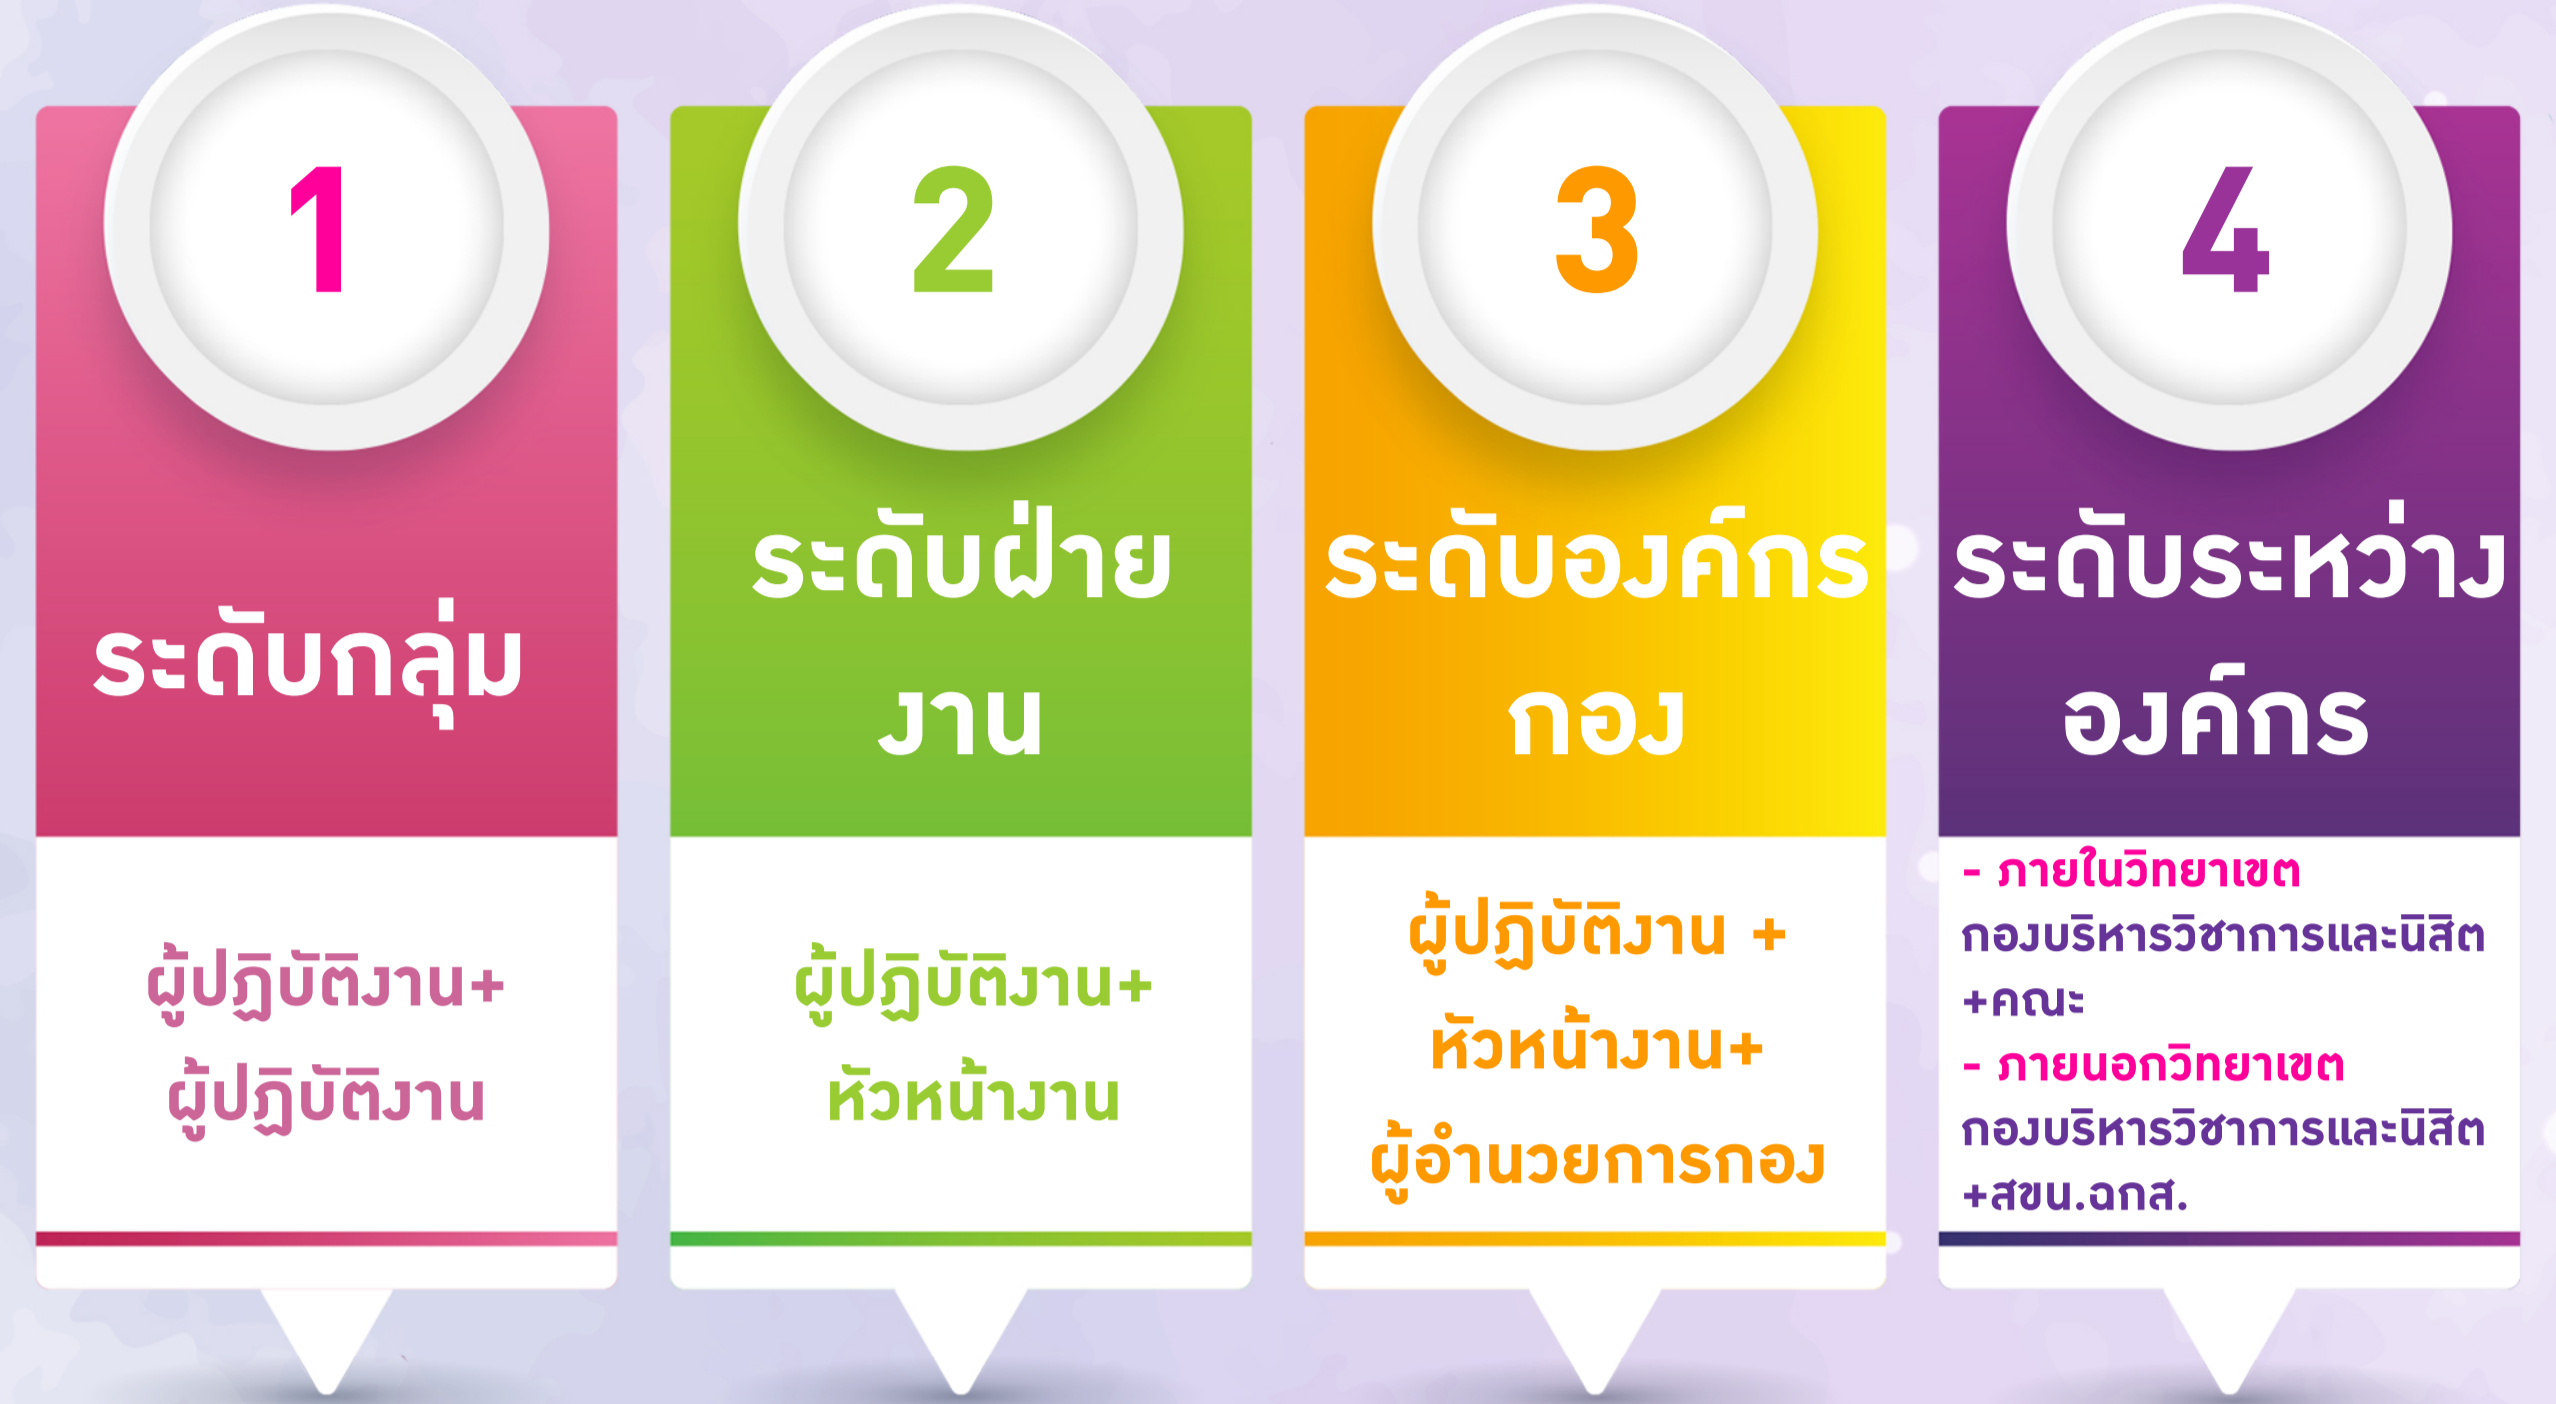 1
ระดับกลุ่ม
ผู้ปฏิบัติงาน+
ผู้ปฏิบัติงาน
2
ระดับฝ่าย
งาน
ผู้ปฏิบัติงาน+
หัวหน้างาน
3
ระดับองค์กร
กอง
ผู้ปฏิบัติงาน +
หัวหน้างาน+
ผู้อำนวยการกอง
4
ระดับระหว่าง
องค์กร
- ภายในวิทยาเขต
กองบริหารวิชาการและนิสิต
+คณะ
- ภายนอกวิทยาเขต
กองบริหารวิชาการและนิสิต
+สขน.ฉกส.